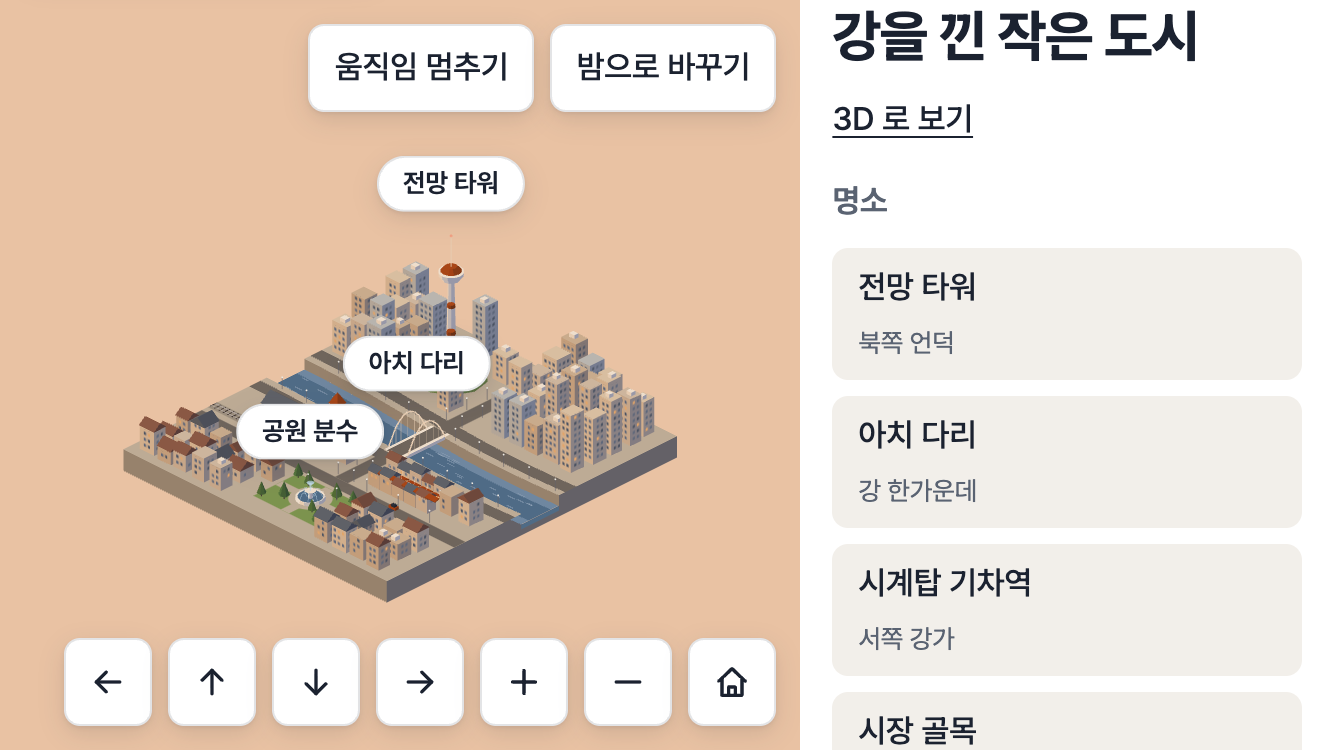 움직임 멈추기
밤으로 바꾸기
전망 타워
아치 다리
공원 분수
강을 낀 작은 도시
3D 로 보기
명소
전망 타워
북쪽 언덕
아치 다리
강 한가운데
시계탑 기차역
서쪽 강가
시장 골목